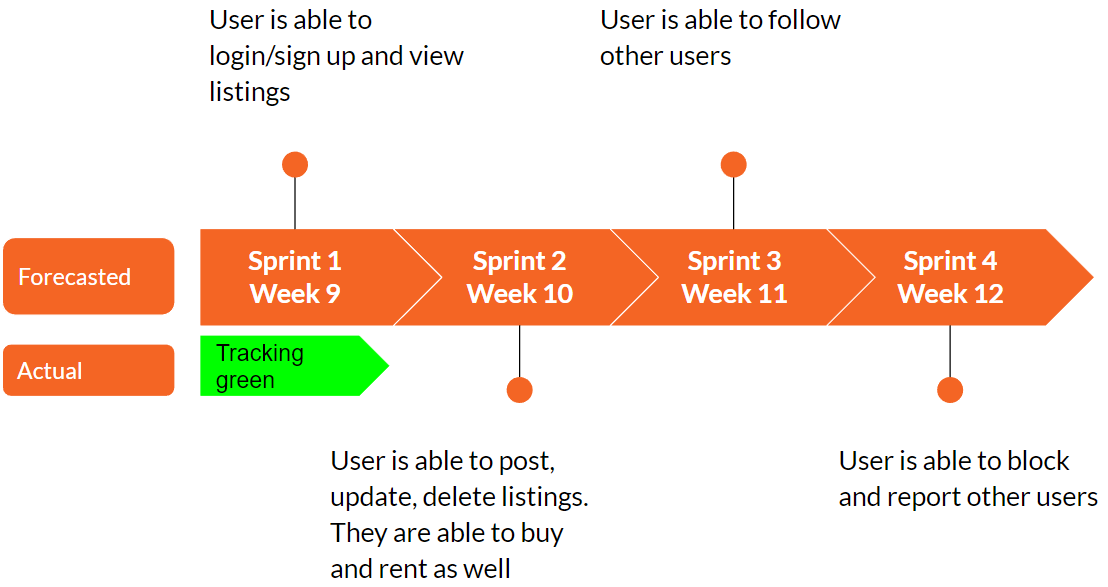 User is able to
login/sign up and view
listings
User is able to follow
other users
Forecasted
Sprint 1
Week 9
Sprint 2
Week 10
Sprint 3
Week 11
Sprint 4
Week 12
Actual
Tracking
green
User is able to post,
update, delete listings.
They are able to buy
and rent as well
User is able to block
and report other users